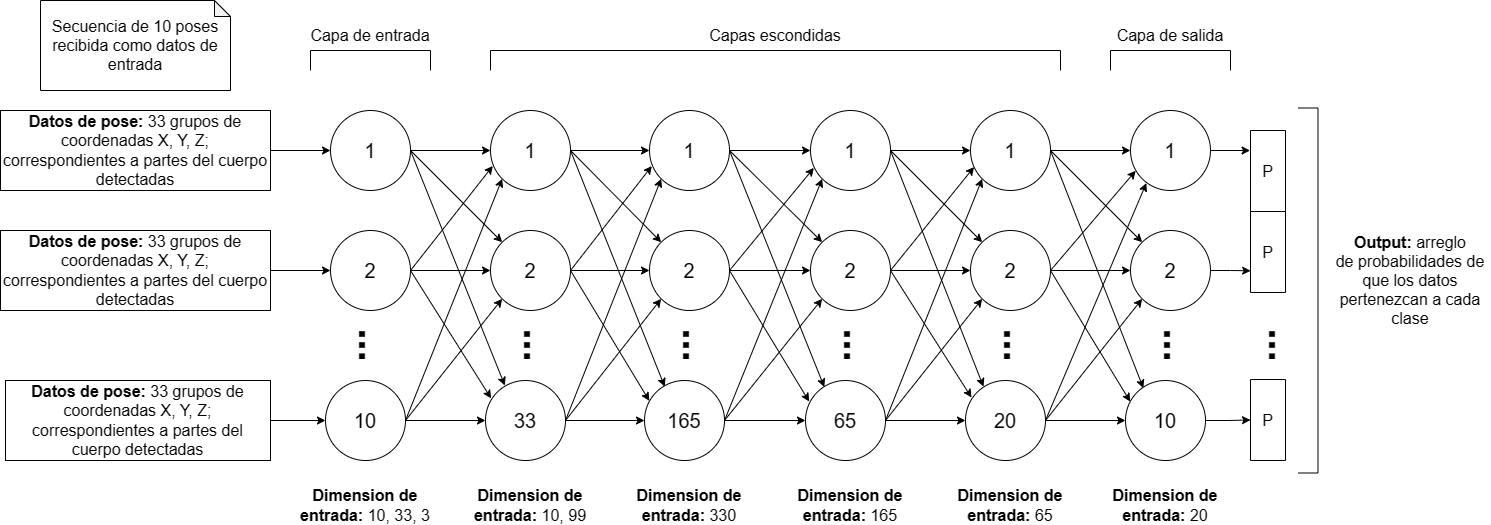 Secuencia de 10 poses
recibida como datos de
entrada
Capa de entrada
Capas escondidas
Capa de salida
Datos de pose: 33 grupos de
coordenadas X, Y, Z;
correspondientes a partes del cuerpo
detectadas
1
1
1
1
1
1
P
Datos de pose: 33 grupos de
coordenadas X, Y, Z;
correspondientes a partes del cuerpo
detectadas
2
2
2
2
2
2
P
Output: arreglo
de probabilidades de
que los datos
pertenezcan a cada
clase
Datos de pose: 33 grupos de
coordenadas X, Y, Z;
correspondientes a partes del
cuerpo detectadas
10
33
165
65
20
10
P
Dimension de
entrada: 10, 33, 3
Dimension de
entrada: 10, 99
Dimension de
entrada: 330
Dimension de
entrada: 165
Dimension de
entrada: 65
Dimension de
entrada: 20